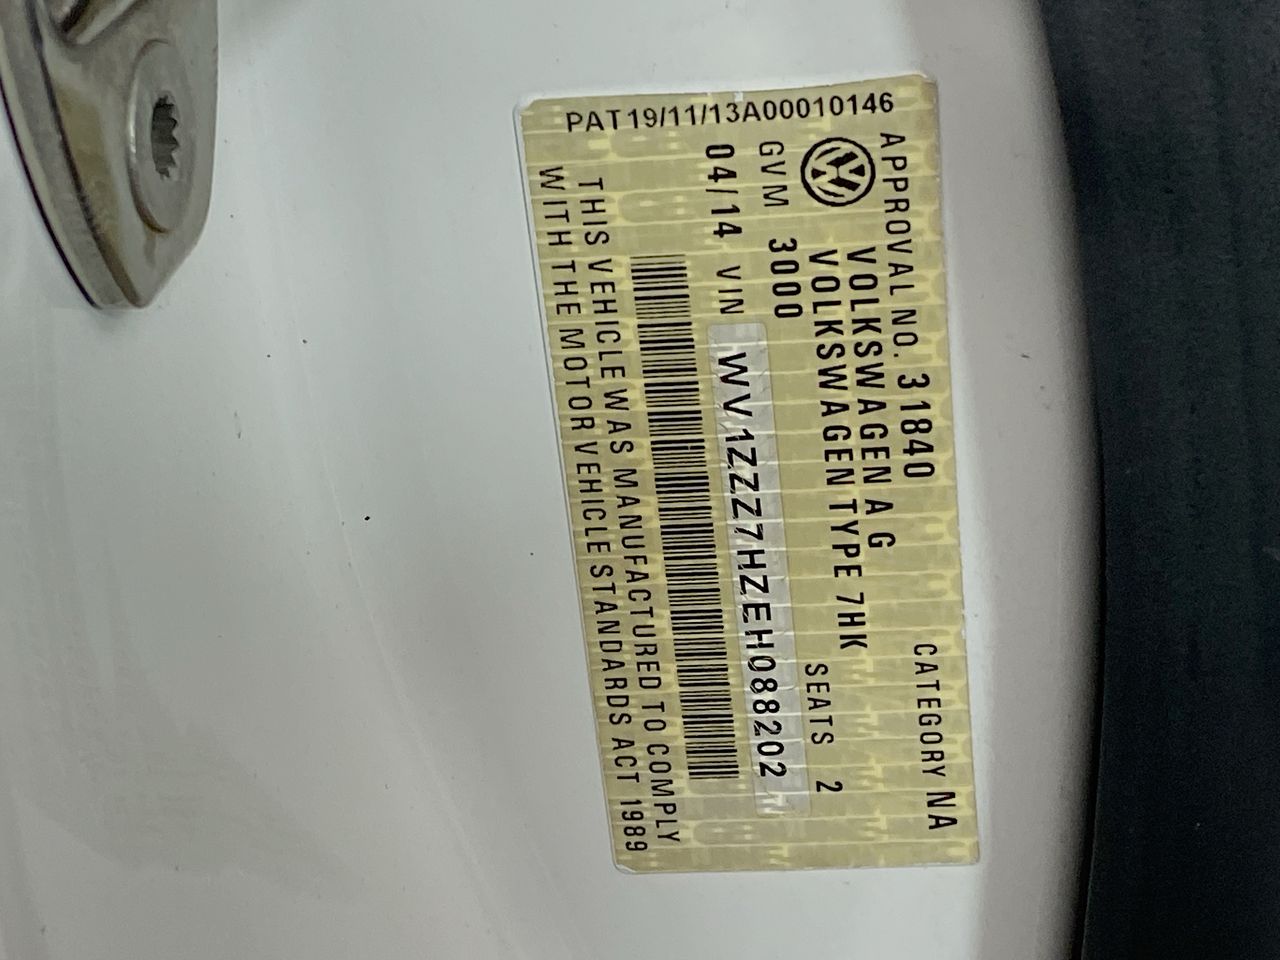 PAT19/11/13A00010146
APPROVAL NO. 31840 CATEGORY NA
VOLKSWAGEN AG
VOLKSWAGEN TYPE 7HK
GVM 3000 SEATS 2
04/14 VIN WV1ZZZ7HZEH088202
THIS VEHICLE WAS MANUFACTURED TO COMPLY
WITH THE MOTOR VEHICLE STANDARDS ACT 1989